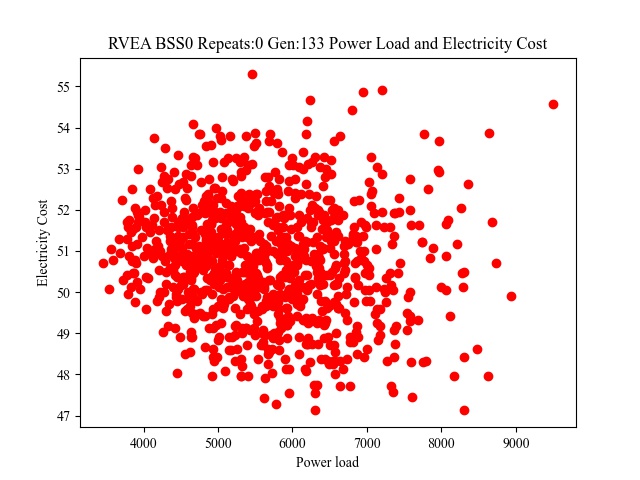 RVEA BSS0 Repeats:0 Gen:133 Power Load and Electricity Cost
55
54
53
52
51
50
49
48
47
Electricity Cost
4000 5000 6000 7000 8000 9000
Power load